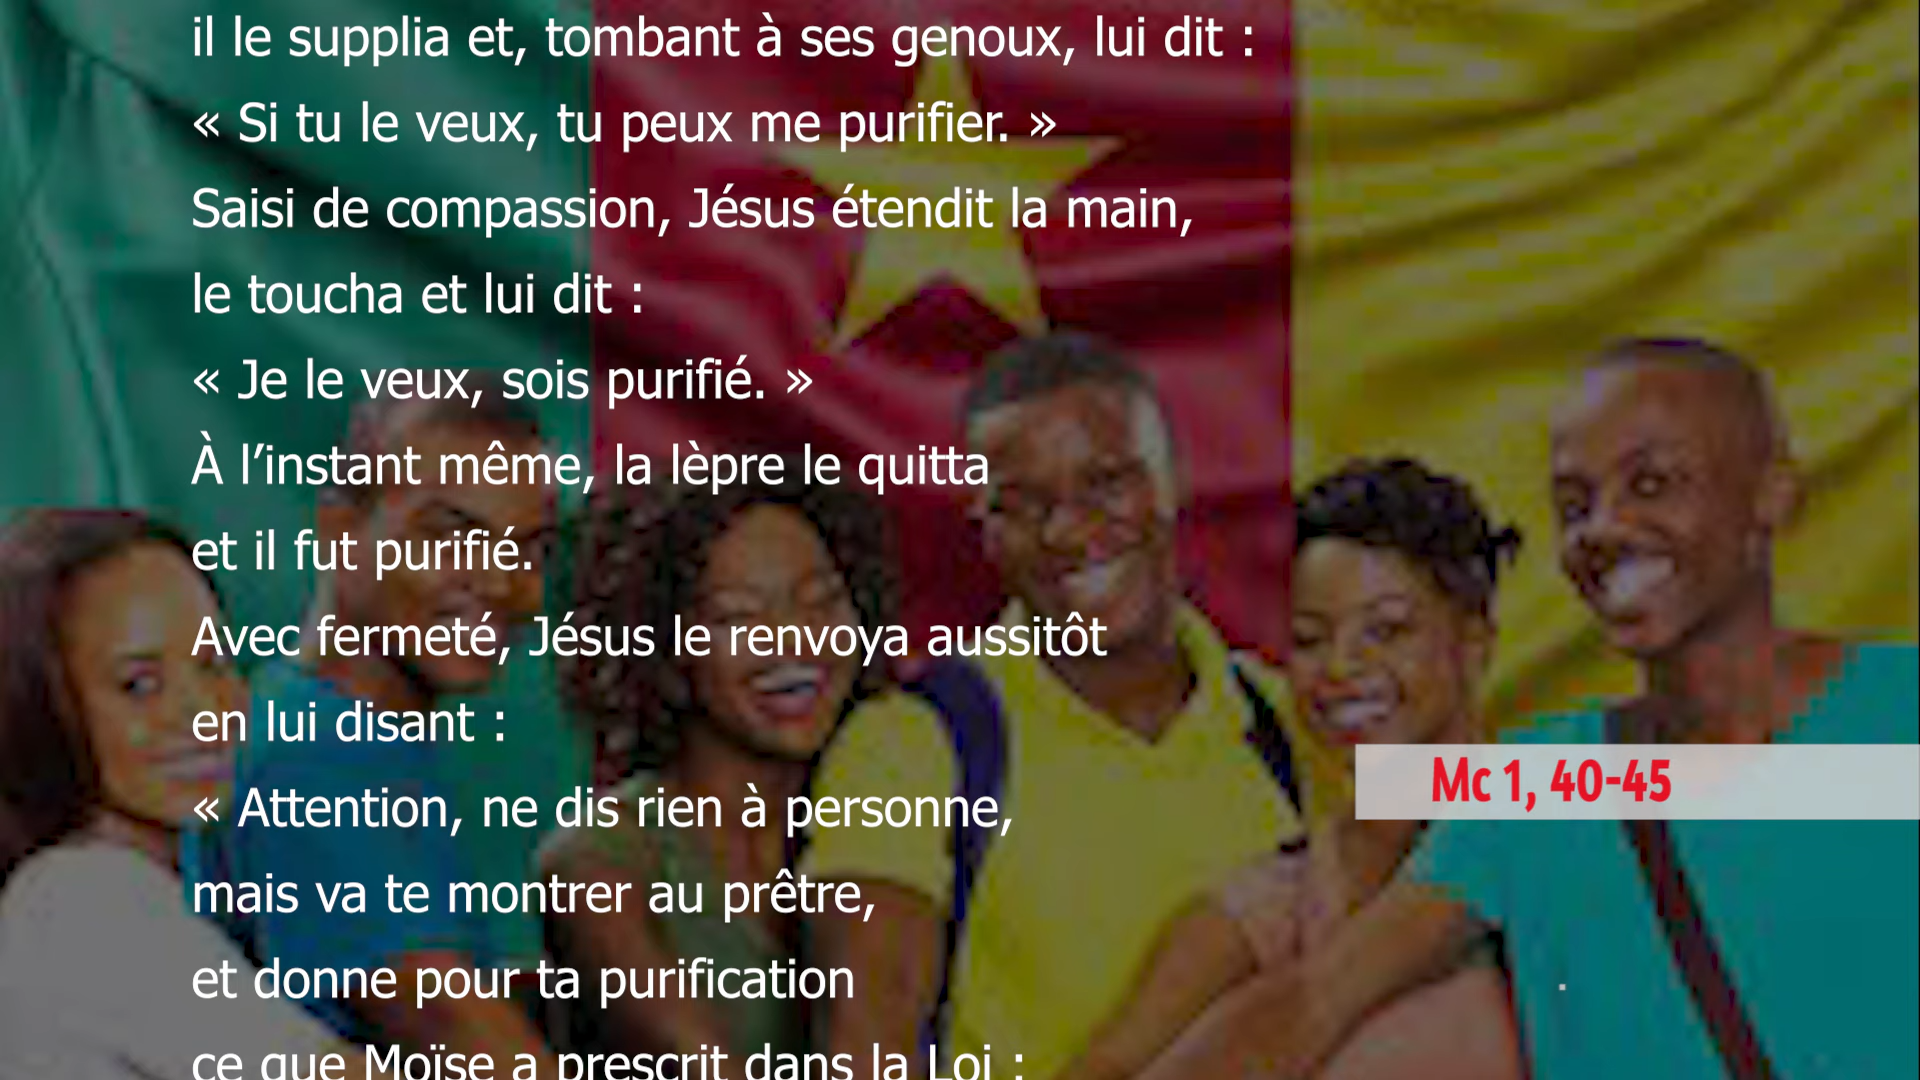 il le supplia et, tombant à ses genoux, lui dit :
« Si tu le veux, tu peux me purifier. »
Saisi de compassion, Jésus étendit la main,
le toucha et lui dit :
« Je le veux, sois purifié. »
À l’instant même, la lèpre le quitta
et il fut purifié.
Avec fermeté, Jésus le renvoya aussitôt
en lui disant :
« Attention, ne dis rien à personne,
mais va te montrer au prêtre,
et donne pour ta purification
ce que Moïse a prescrit dans la Loi :
Mc 1, 40-45